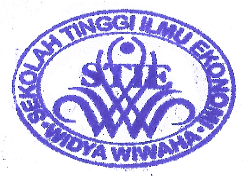 SEKOLAH TINGGI ILMU EKONOMI
STIE
WIDYA WIWAHA